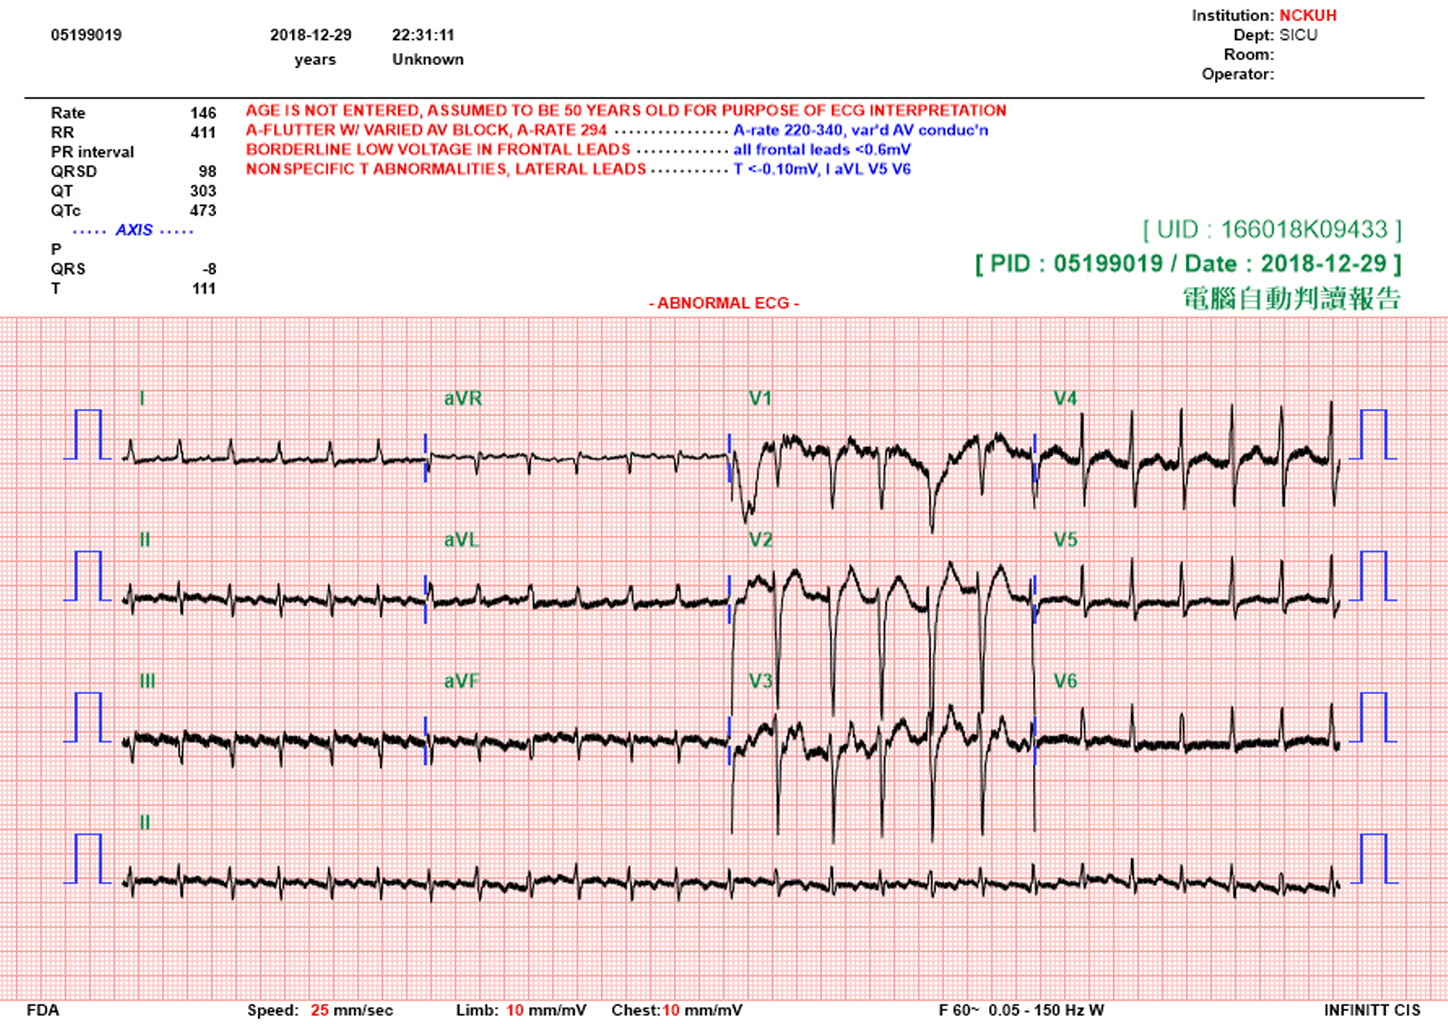 Institution: NCKUH
05199019 2018-12-29 22:31:11 Dept: SICU
years Unknown Room:
Operator:
Rate 146 AGE IS NOT ENTERED, ASSUMED TO BE 50 YEARS OLD FOR PURPOSE OF ECG INTERPRETATION
RR 411 A-FLUTTER W/ VARIED AV BLOCK, A-RATE 294 ··············· A-rate 220-340, var'd AV conduc'n
PR interval BORDERLINE LOW VOLTAGE IN FRONTAL LEADS ············ all frontal leads <0.6mV
QRSD 98 NONSPECIFIC T ABNORMALITIES, LATERAL LEADS ·········· T <-0.10mV, I aVL V5 V6
QT 303
QTc 473
····· AXIS ·····
P
QRS -8
T 111
[ UID : 166018K09433 ]
[ PID : 05199019 / Date : 2018-12-29 ]
電腦自動判讀報告
- ABNORMAL ECG -
I aVR V1 V4
II aVL V2 V5
III aVF V3 V6
II
FDA Speed: 25 mm/sec Limb: 10 mm/mV Chest:10 mm/mV F 60~ 0.05 - 150 Hz W INFINITT CIS